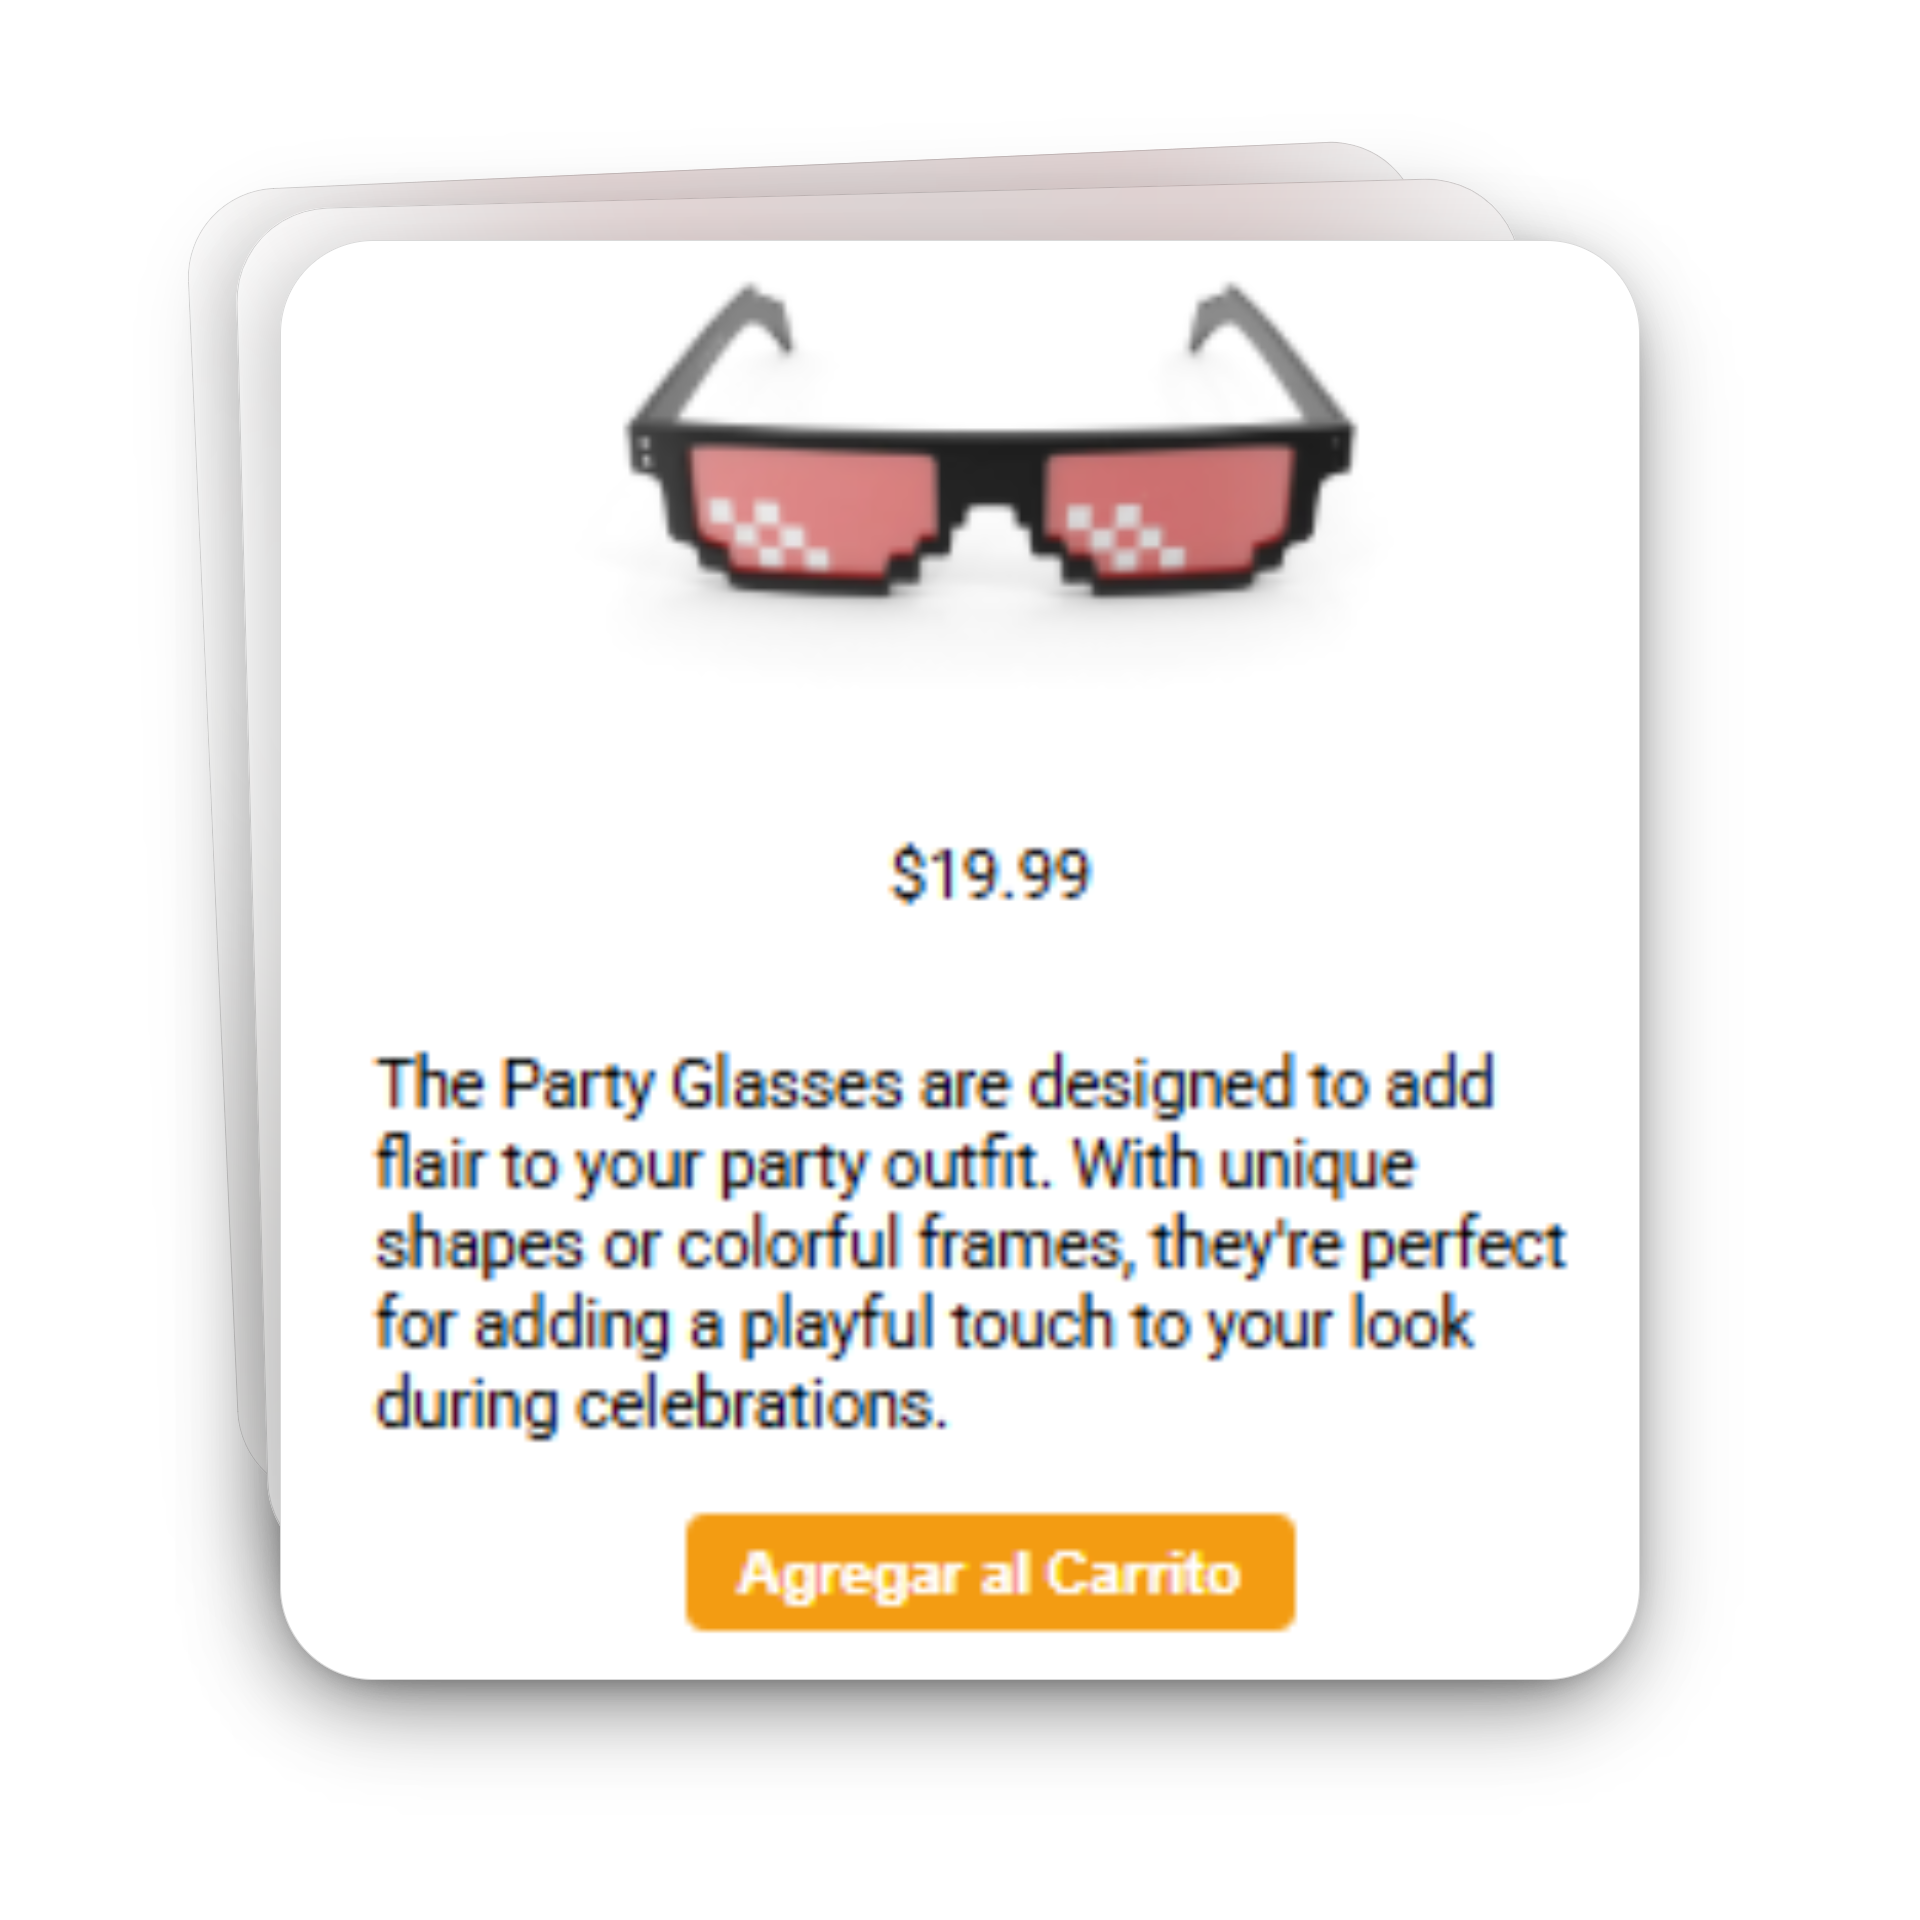 $19.99
The Party Glasses are designed to add
flair to your party outfit. With unique
shapes or colorful frames, they're perfect
for adding a playful touch to your look
during celebrations.
Agregar al Carrito